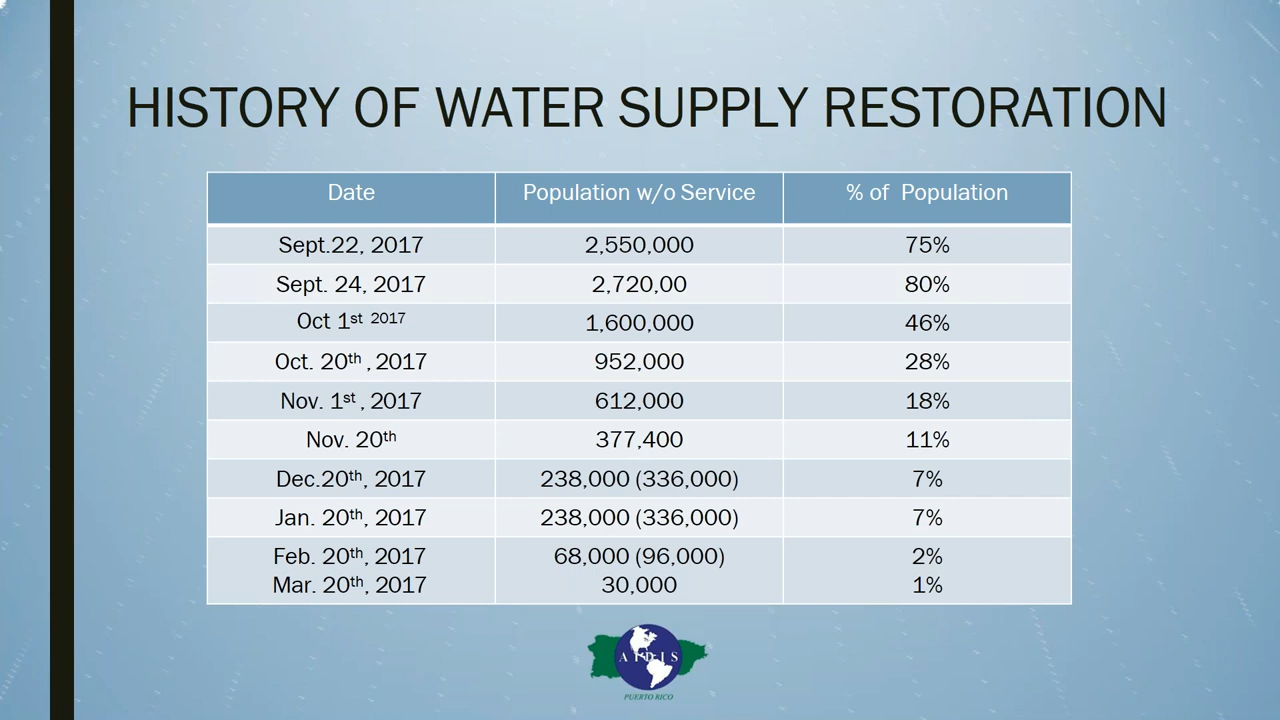 HISTORY OF WATER SUPPLY RESTORATION
Date Population w/o Service % of Population
Sept.22, 2017 2,550,000 75%
Sept. 24, 2017 2,720,00 80%
Oct 1st 2017 1,600,000 46%
Oct. 20th , 2017 952,000 28%
Nov. 1st , 2017 612,000 18%
Nov. 20th 377,400 11%
Dec.20th, 2017 238,000 (336,000) 7%
Jan. 20th, 2017 238,000 (336,000) 7%
Feb. 20th, 2017 68,000 (96,000) 2%
Mar. 20th, 2017 30,000 1%
AIDIS
PUERTO RICO